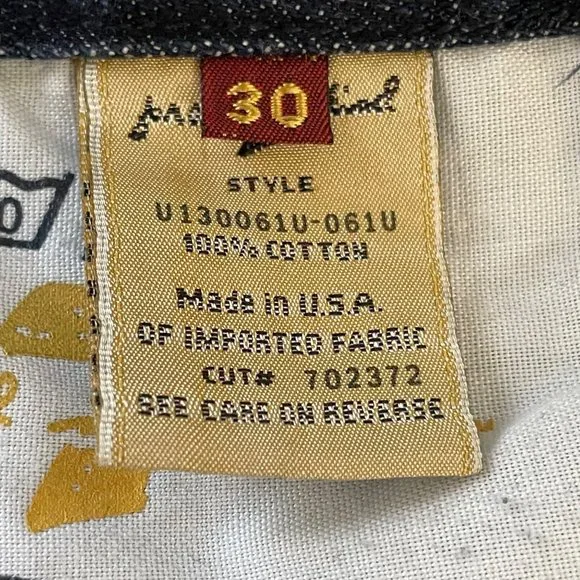 30
STYLE
U130061U-061U
100% COTTON
Made in U.S.A.
OF IMPORTED FABRIC
CUT# 702372
SEE CARE ON REVERSE